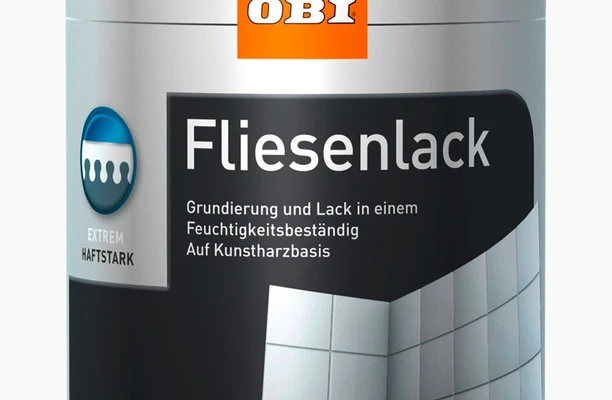 OBI
Fliesenlack
Grundierung und Lack in einem
Feuchtigkeitsbeständig
Auf Kunstharzbasis
EXTREM
HAFTSTARK